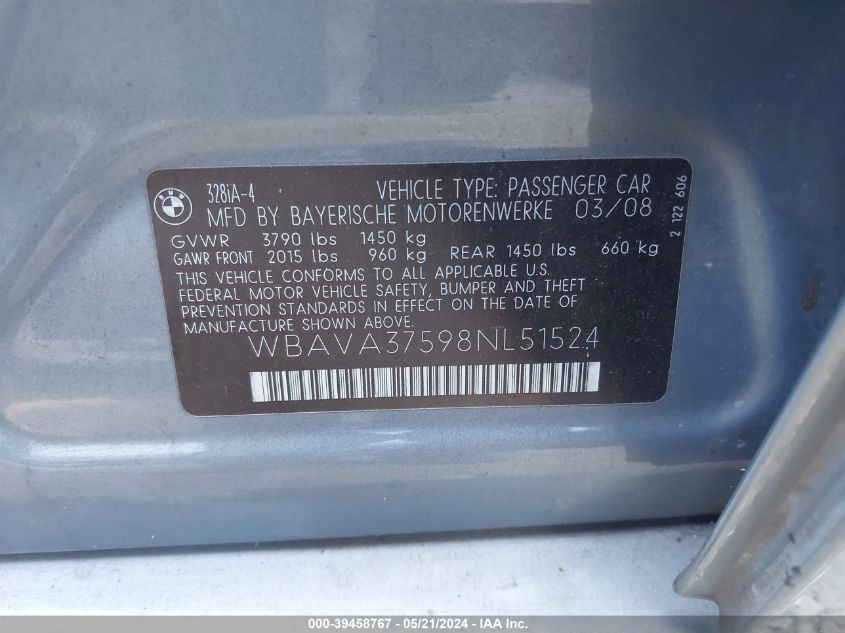 BMW
328iA-4 VEHICLE TYPE: PASSENGER CAR
MFD BY BAYERISCHE MOTORENWERKE 03/08
GVWR 3790 lbs 1450 kg
GAWR FRONT 2015 lbs 960 kg REAR 1450 lbs 660 kg
THIS VEHICLE CONFORMS TO ALL APPLICABLE U.S.
FEDERAL MOTOR VEHICLE SAFETY, BUMPER AND THEFT
PREVENTION STANDARDS IN EFFECT ON THE DATE OF
MANUFACTURE SHOWN ABOVE.
WBAVA37598NL51524
2 122 606
000-39458767 - 05/21/2024 - IAA, Inc.